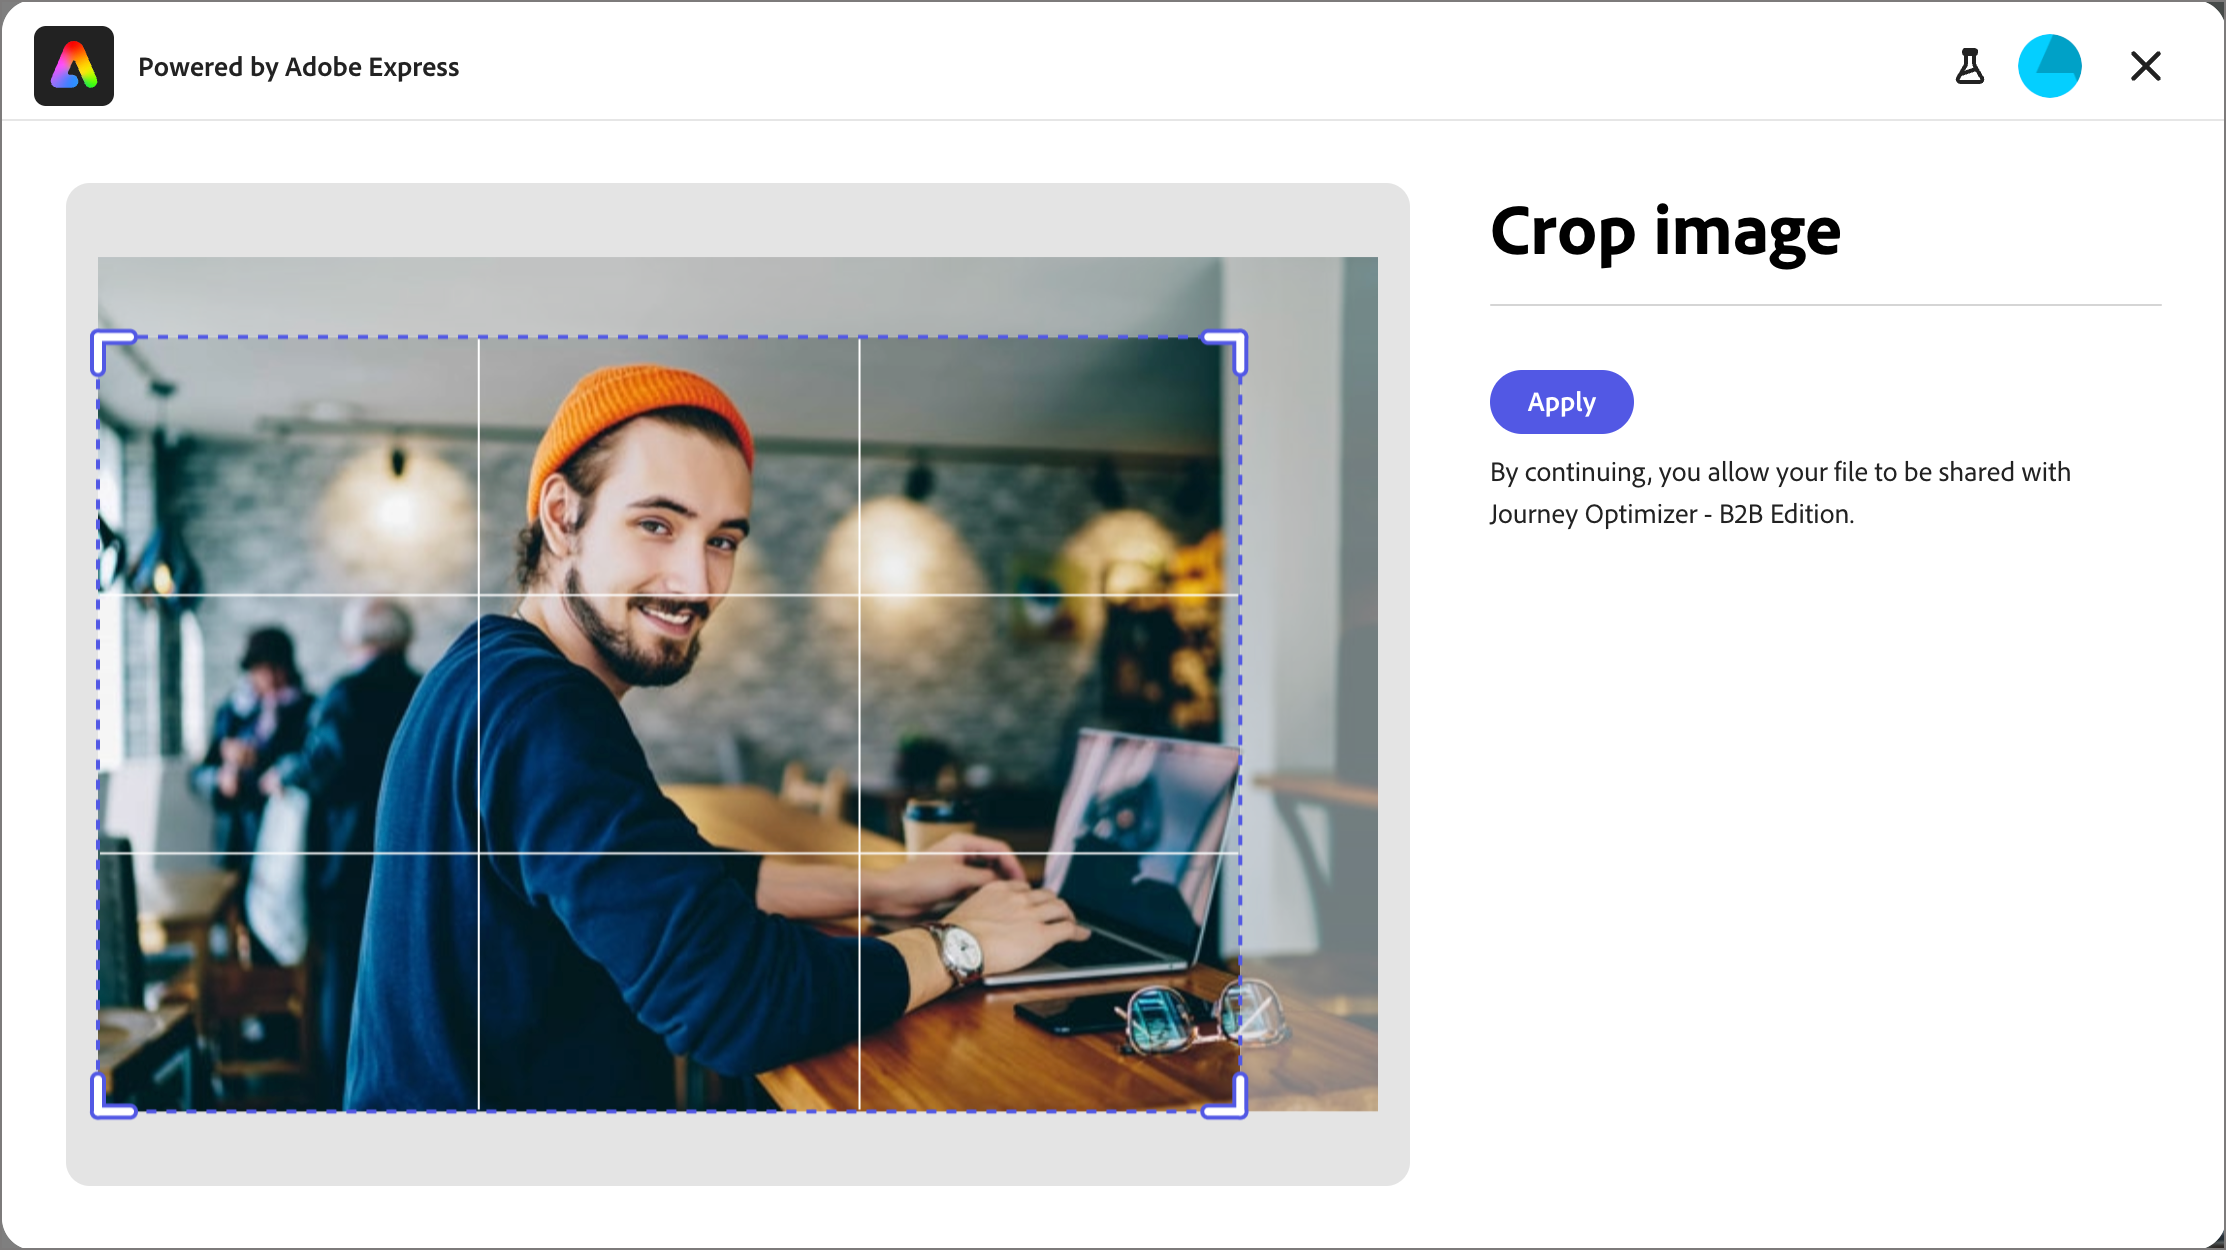 Powered by Adobe Express
Crop image
Apply
By continuing, you allow your file to be shared with
Journey Optimizer - B2B Edition.